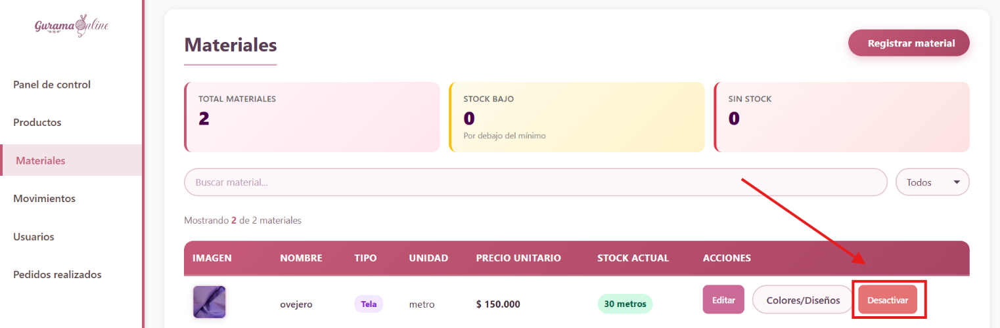 Gurama Online
Materiales
Registrar material
Panel de control
Productos
Materiales
Movimientos
Usuarios
Pedidos realizados
TOTAL MATERIALES
2
STOCK BAJO
0
Por debajo del mínimo
SIN STOCK
0
Buscar material...
Todos
Mostrando 2 de 2 materiales
IMAGEN NOMBRE TIPO UNIDAD PRECIO UNITARIO STOCK ACTUAL ACCIONES
ovejero Tela metro $ 150.000 30 metros Editar Colores/Diseños Desactivar